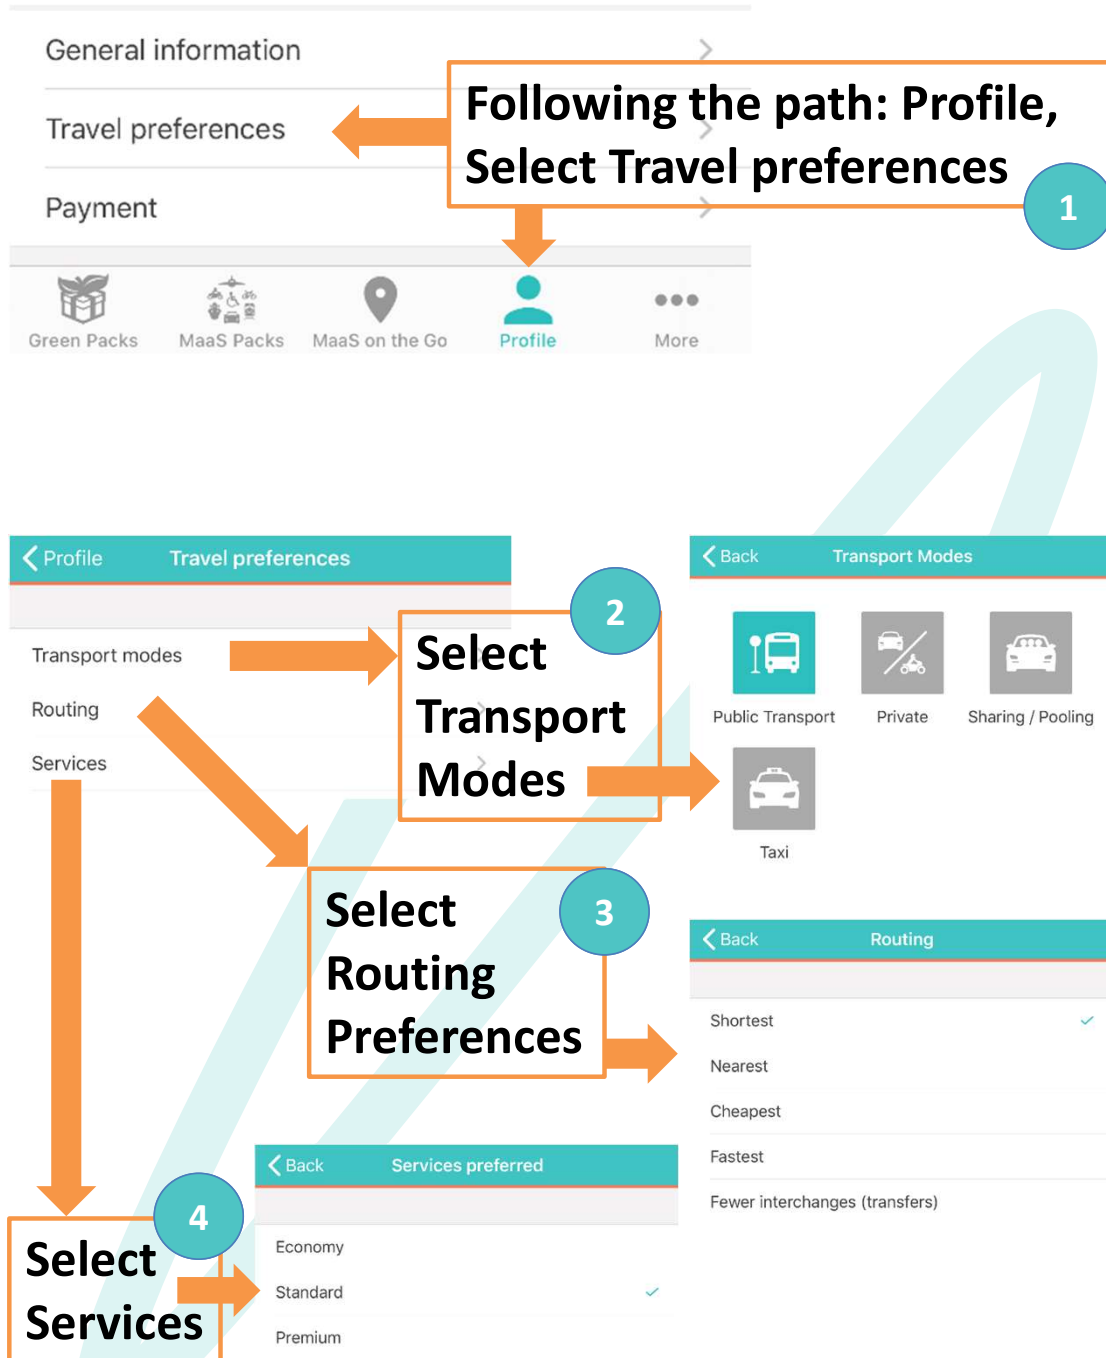 General information
Travel preferences
Payment
Following the path: Profile,
Select Travel preferences
1
Green Packs
MaaS Packs
MaaS on the Go
Profile
More
Profile
Travel preferences
Transport modes
Routing
Services
2
Select
Transport
Modes
Back
Transport Modes
Public Transport
Private
Sharing / Pooling
Taxi
3
Select
Routing
Preferences
Back
Routing
Shortest
Nearest
Cheapest
Fastest
Fewer interchanges (transfers)
4
Select
Services
Back
Services preferred
Economy
Standard
Premium